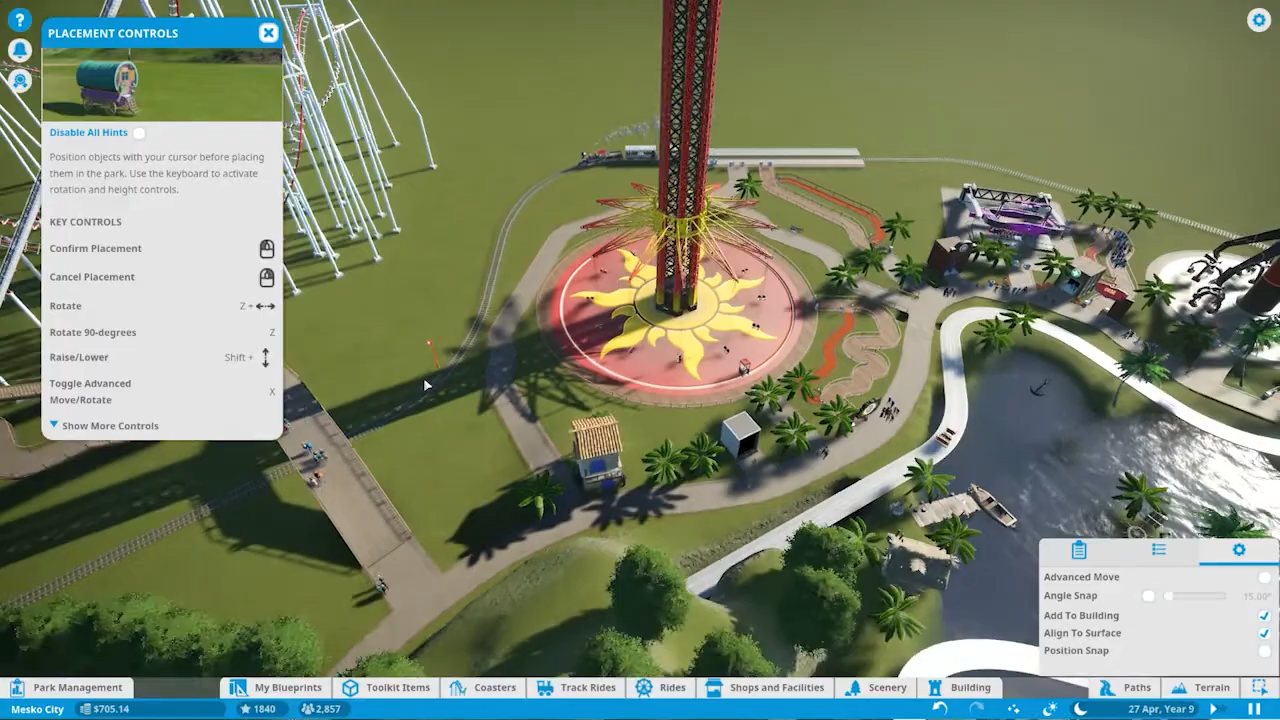 ?
PLACEMENT CONTROLS
Disable All Hints
Position objects with your cursor before placing
them in the park. Use the keyboard to activate
rotation and height controls.
KEY CONTROLS
Confirm Placement
Cancel Placement
Rotate Z +
Rotate 90-degrees Z
Raise/Lower Shift +
Toggle Advanced
Move/Rotate X
Show More Controls
Advanced Move
Angle Snap 15.00°
Add To Building
Align To Surface
Position Snap
Park Management My Blueprints Toolkit Items Coasters Track Rides Rides Shops and Facilities Scenery Building Paths Terrain
Mesko City $705.14 1840 2,857 27 Apr, Year 9